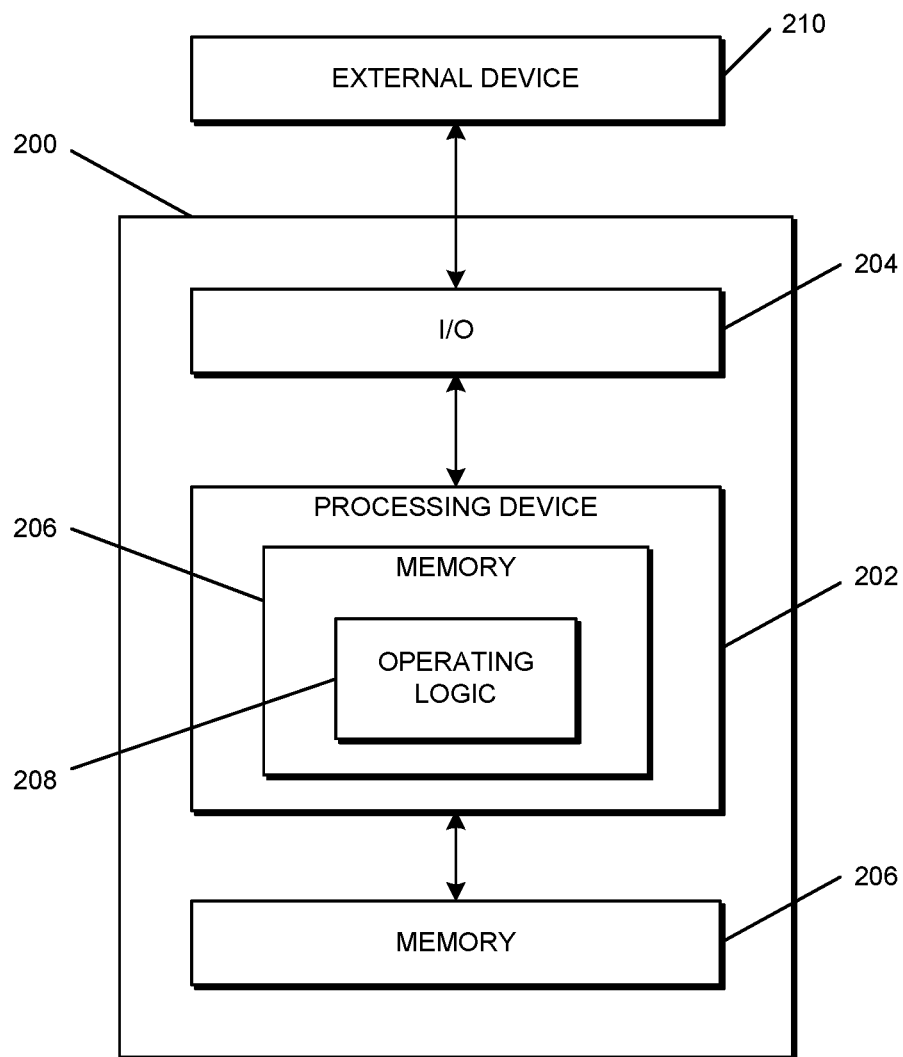 210
EXTERNAL DEVICE
200
204
I/O
PROCESSING DEVICE
206
MEMORY
202
OPERATING
LOGIC
208
206
MEMORY